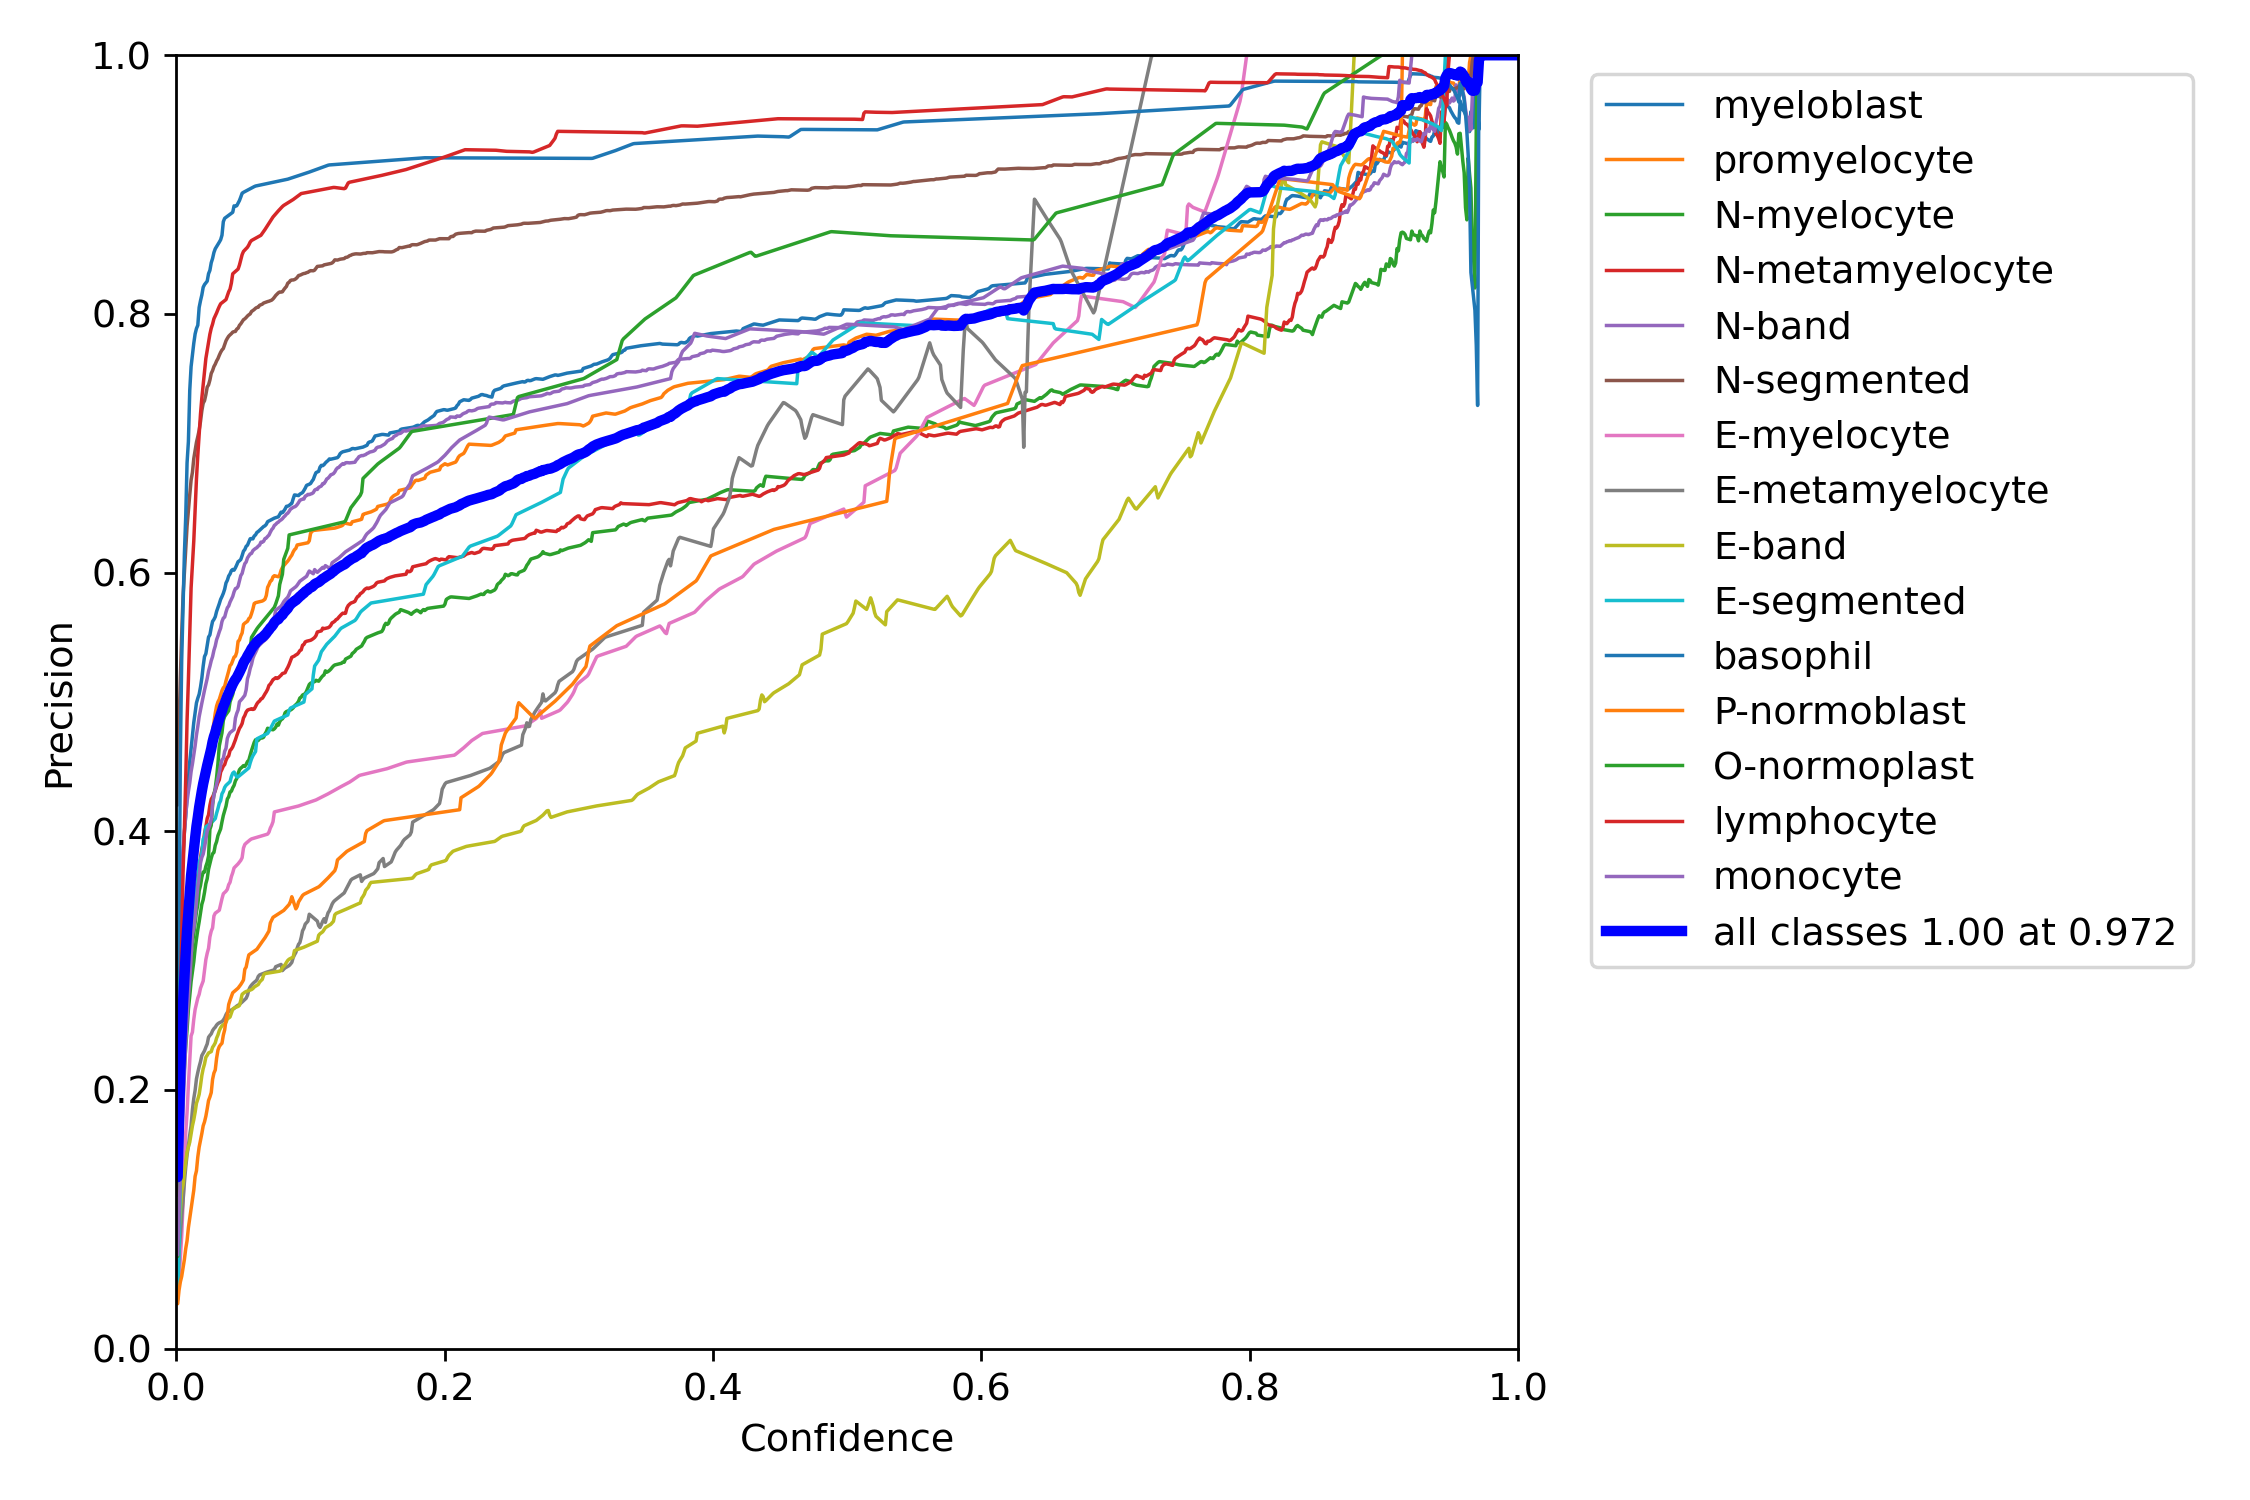 1.0
0.8
0.6
0.4
0.2
0.0
Precision
0.0 0.2 0.4 0.6 0.8 1.0
Confidence
myeloblast
promyelocyte
N-myelocyte
N-metamyelocyte
N-band
N-segmented
E-myelocyte
E-metamyelocyte
E-band
E-segmented
basophil
P-normoblast
O-normoplast
lymphocyte
monocyte
all classes 1.00 at 0.972